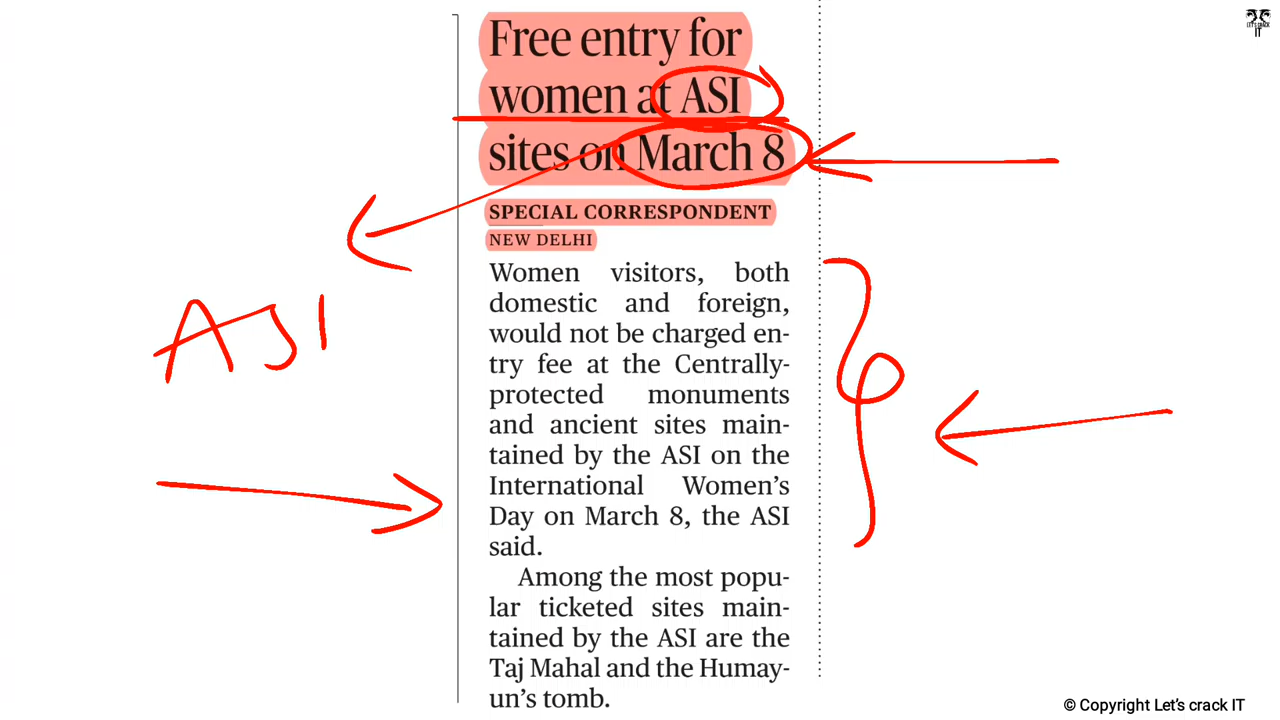 Free entry for
women at ASI
sites on March 8
SPECIAL CORRESPONDENT
NEW DELHI
Women visitors, both
domestic and foreign,
would not be charged en-
try fee at the Centrally-
protected monuments
and ancient sites main-
tained by the ASI on the
International Women's
Day on March 8, the ASI
said.
Among the most popu-
lar ticketed sites main-
tained by the ASI are the
Taj Mahal and the Humay-
un's tomb.
ASI
LET'S CRACK
IT
© Copyright Let's crack IT